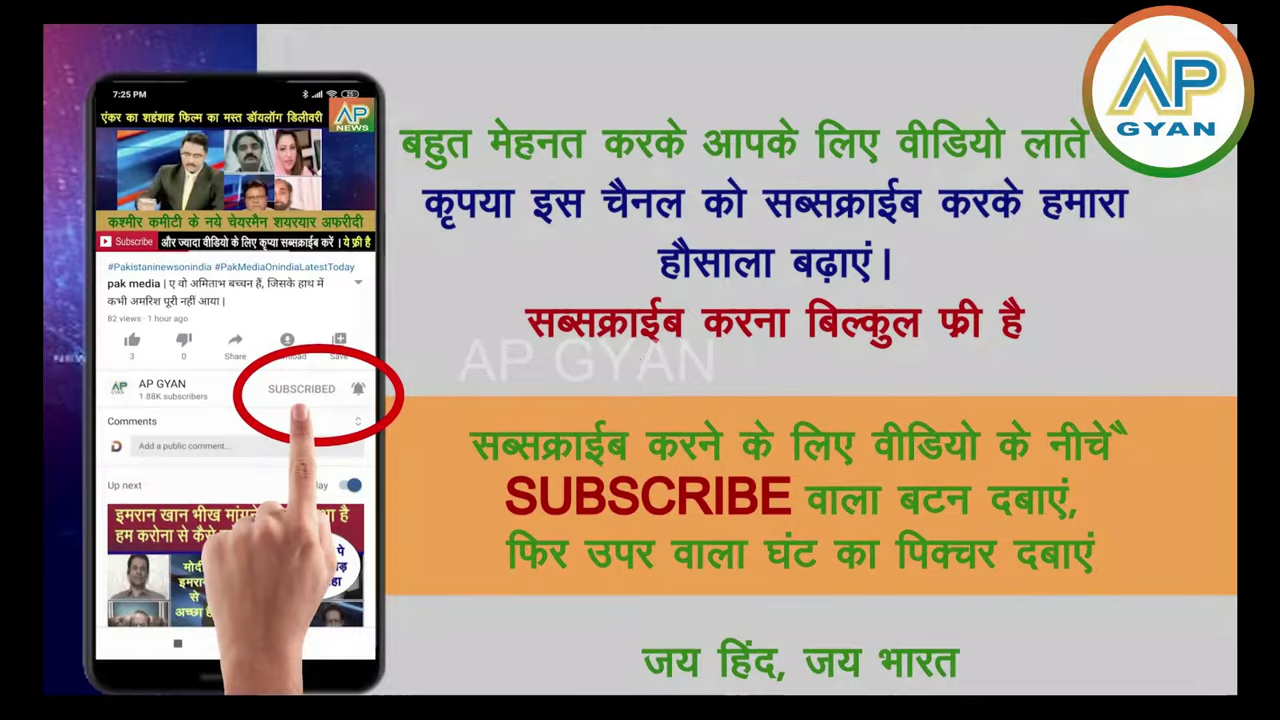 7:25 PM
एंकर का शहंशाह फिल्म का मस्त डॉयलॉग डिलीवरी
AP
NEWS
कश्मीर कमीटी के नये चेयरमैन शयरयार अफरीदी
Subscribe और ज्यादा वीडियो के लिए कृप्या सब्सक्राईब करें । ये फ्री है
#Pakistaninewsonindia #PakMediaOnindiaLatestToday
pak media | ए वो अमिताभ बच्चन हैं, जिसके हाथ में
कभी अमरिश पूरी नहीं आया |
82 views · 1 hour ago
3 0 Share Save
AP GYAN
1.88K subscribers
SUBSCRIBED
Comments
Add a public comment...
Up next
इमरान खान भीख मांगने
है
हम करोना से कैसे
मोदी
इमरान
से
अच्छा
AP
GYAN
बहुत मेहनत करके आपके लिए वीडियो लाते
कृपया इस चैनल को सब्सक्राईब करके हमारा
हौसाला बढ़ाएं।
सब्सक्राईब करना बिल्कुल फ्री है
AP GYAN
सब्सक्राईब करने के लिए वीडियो के नीचे ̎
SUBSCRIBE वाला बटन दबाएं,
फिर उपर वाला घंट का पिक्चर दबाएं
जय हिंद, जय भारत